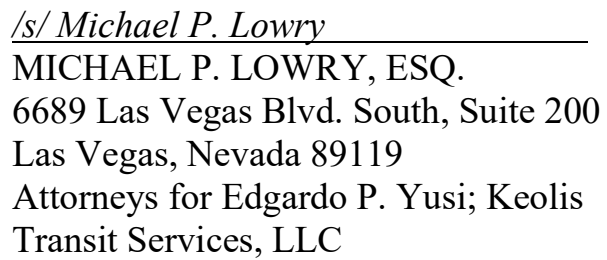 /s/ Michael P. Lowry
MICHAEL P. LOWRY, ESQ.
6689 Las Vegas Blvd. South, Suite 200
Las Vegas, Nevada 89119
Attorneys for Edgardo P. Yusi; Keolis
Transit Services, LLC